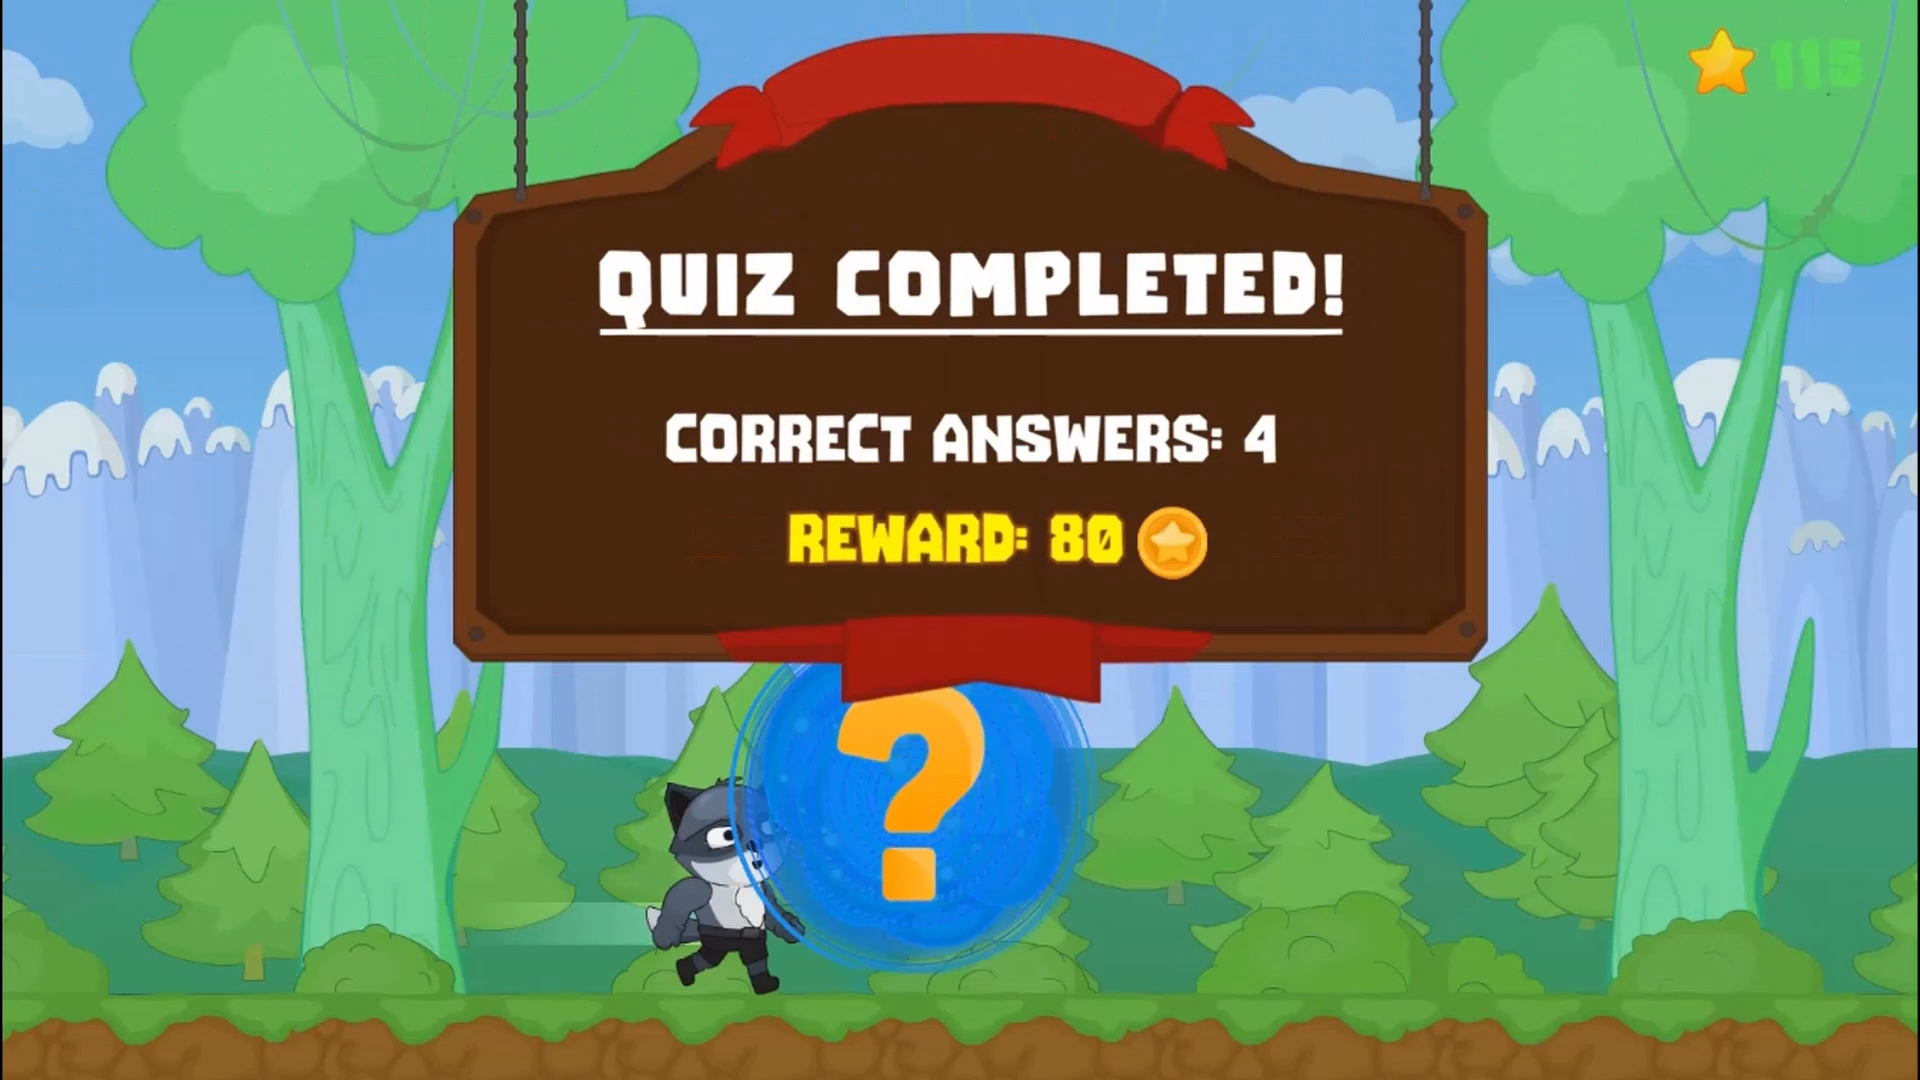 115
QUIZ COMPLETED!
CORRECT ANSWERS: 4
REWARD: 80
?